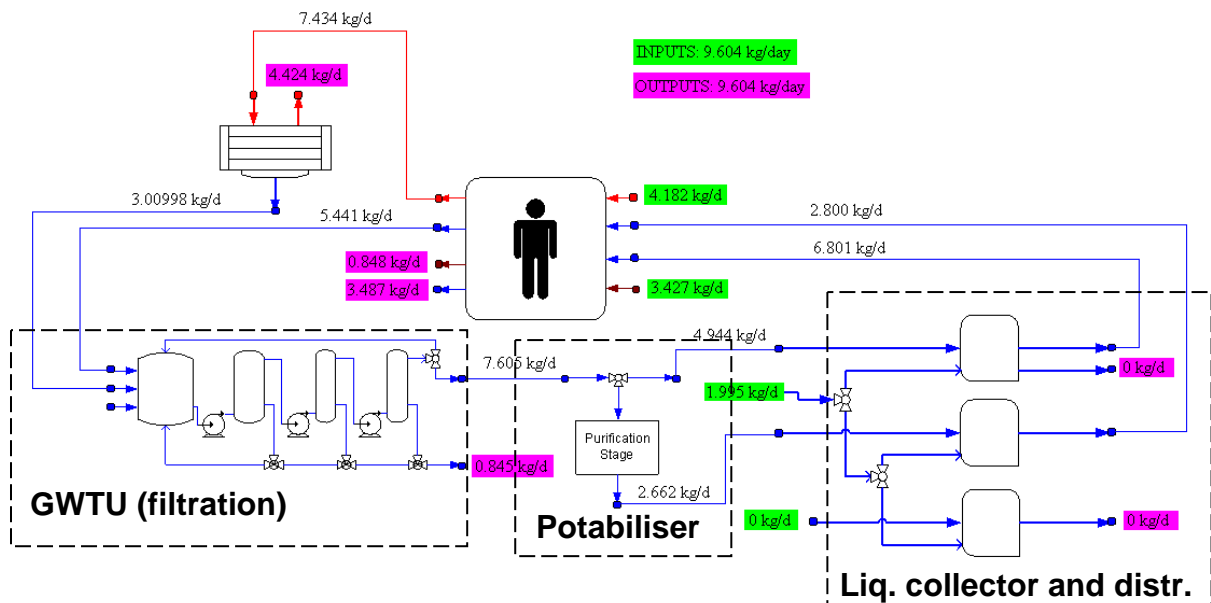 7.434 kg/d
INPUTS: 9.604 kg/day
4.424 kg/d
OUTPUTS: 9.604 kg/day
3.00998 kg/d
5.441 kg/d
4.182 kg/d
2.800 kg/d
6.801 kg/d
0.848 kg/d
3.487 kg/d
3.427 kg/d
4.944 kg/d
7.605 kg/d
0 kg/d
1.995 kg/d
Purification
Stage
0.845 kg/d
2.662 kg/d
GWTU (filtration)
Potabiliser
0 kg/d
0 kg/d
Liq. collector and distr.